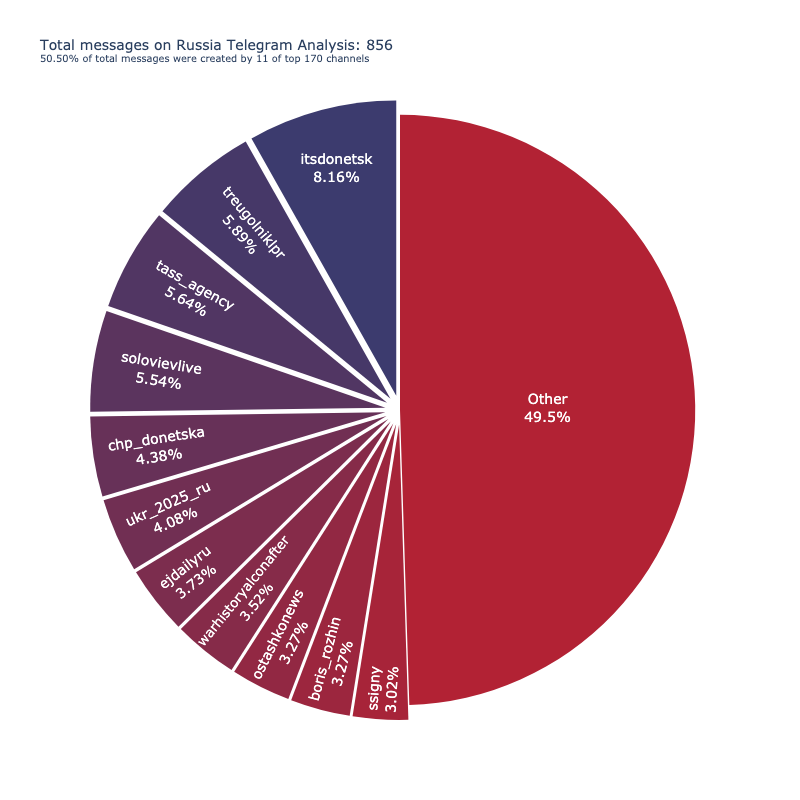 Total messages on Russia Telegram Analysis: 856
50.50% of total messages were created by 11 of top 170 channels
itsdonetsk
8.16%
treugolniklpr
5.89%
tass_agency
5.64%
solovievlive
5.54%
chp_donetska
4.38%
ukr_2025_ru
4.08%
ejdailyru
3.73%
warhistoryalconafter
3.52%
ostashkonews
3.27%
boris_rozhin
3.27%
ssigny
3.02%
Other
49.5%